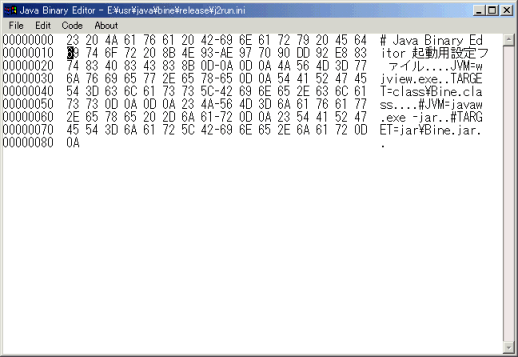 Java Binary Editor - E¥usr¥java¥bine¥release¥j2run.ini
File Edit Code About
00000000 23 20 4A 61 76 61 20 42-69 6E 61 72 79 20 45 64 # Java Binary Ed
00000010 69 74 6F 72 20 8B 4E 93-AE 97 70 90 DD 92 E8 83 itor 起動用設定フ
00000020 74 83 40 83 43 83 8B 0D-0A 0D 0A 4A 56 4D 3D 77 ァイル....JVM=w
00000030 6A 76 69 65 77 2E 65 78-65 0D 0A 54 41 52 47 45 jview.exe..TARGE
00000040 54 3D 63 6C 61 73 73 5C-42 69 6E 65 2E 63 6C 61 T=class¥Bine.cla
00000050 73 73 0D 0A 0D 0A 23 4A-56 4D 3D 6A 61 76 61 77 ss....#JVM=javaw
00000060 2E 65 78 65 20 2D 6A 61-72 0D 0A 23 54 41 52 47 .exe -jar..#TARG
00000070 45 54 3D 6A 61 72 5C 42-69 6E 65 2E 6A 61 72 0D ET=jar¥Bine.jar.
00000080 0A .